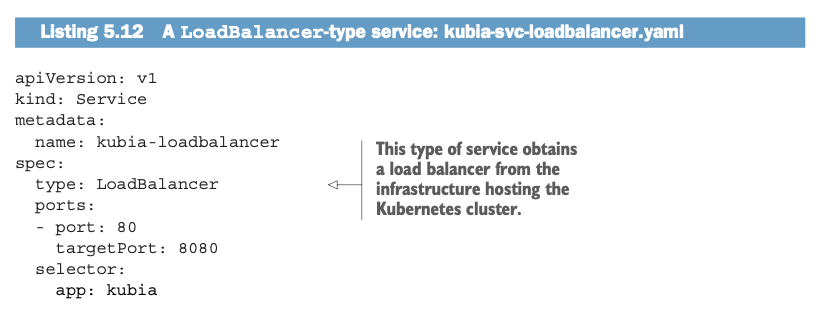 Listing 5.12 A LoadBalancer-type service: kubia-svc-loadbalancer.yaml
apiVersion: v1
kind: Service
metadata:
  name: kubia-loadbalancer
spec:
  type: LoadBalancer
  ports:
  - port: 80
    targetPort: 8080
  selector:
    app: kubia
This type of service obtains
a load balancer from the
infrastructure hosting the
Kubernetes cluster.